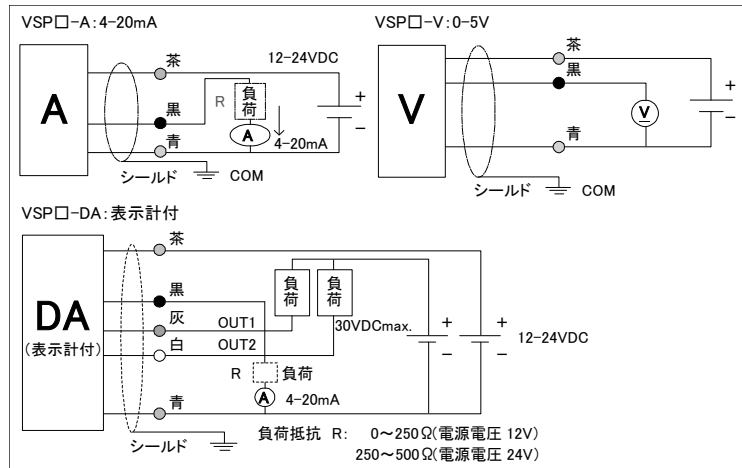 VSP□-A:4-20mA
茶
12-24VDC
A
黒
R
負荷
+
−
A
4-20mA
青
シールド
COM
VSP□-V:0-5V
茶
黒
V
V
+
−
青
シールド
COM
VSP□-DA:表示計付
茶
黒
負荷
負荷
DA
(表示計付)
灰
OUT1
30VDCmax.
+
−
+
−
12-24VDC
白
OUT2
R
負荷
A
4-20mA
青
シールド
負荷抵抗 R: 0～250Ω(電源電圧 12V)
250～500Ω(電源電圧 24V)